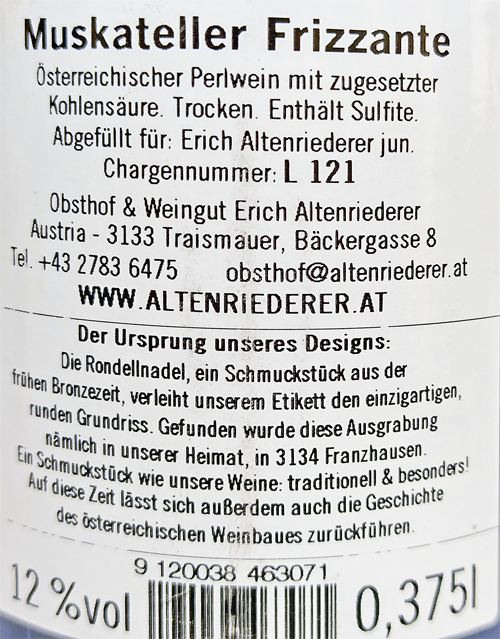 Muskateller Frizzante
Österreichischer Perlwein mit zugesetzter
Kohlensäure. Trocken. Enthält Sulfite.
Abgefüllt für: Erich Altenriederer jun.
Chargennummer: L 121
Obsthof & Weingut Erich Altenriederer
Austria - 3133 Traismauer, Bäckergasse 8
Tel. +43 2783 6475 obsthof@altenriederer.at
WWW.ALTENRIEDERER.AT
Der Ursprung unseres Designs:
Die Rondellnadel, ein Schmuckstück aus der
frühen Bronzezeit, verleiht unserem Etikett den einzigartigen,
runden Grundriss. Gefunden wurde diese Ausgrabung
nämlich in unserer Heimat, in 3134 Franzhausen.
Ein Schmuckstück wie unsere Weine: traditionell & besonders!
Auf diese Zeit lässt sich außerdem auch die Geschichte
des österreichischen Weinbaues zurückführen.
9 120038 463071
12 %vol 0,375l